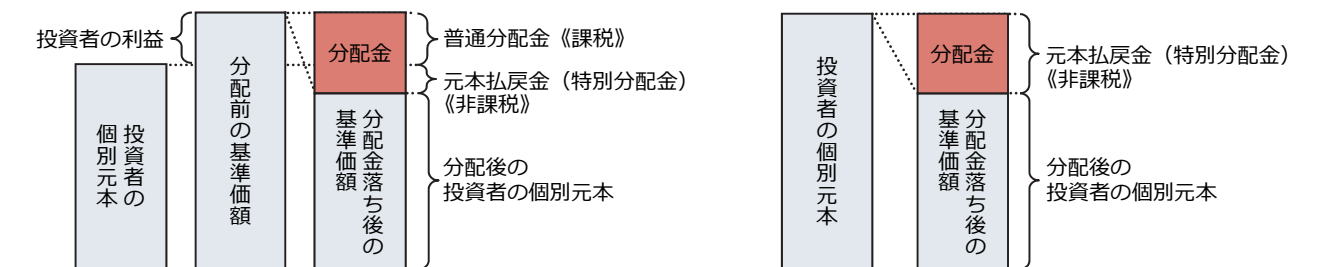 投資者の利益
投資者の
個別元本
分配前の基準価額
分配金
分配金落ち後の
基準価額
普通分配金《課税》
元本払戻金（特別分配金）
《非課税》
分配後の
投資者の個別元本
投資者の個別元本
分配金
分配金落ち後の
基準価額
元本払戻金（特別分配金）
《非課税》
分配後の
投資者の個別元本